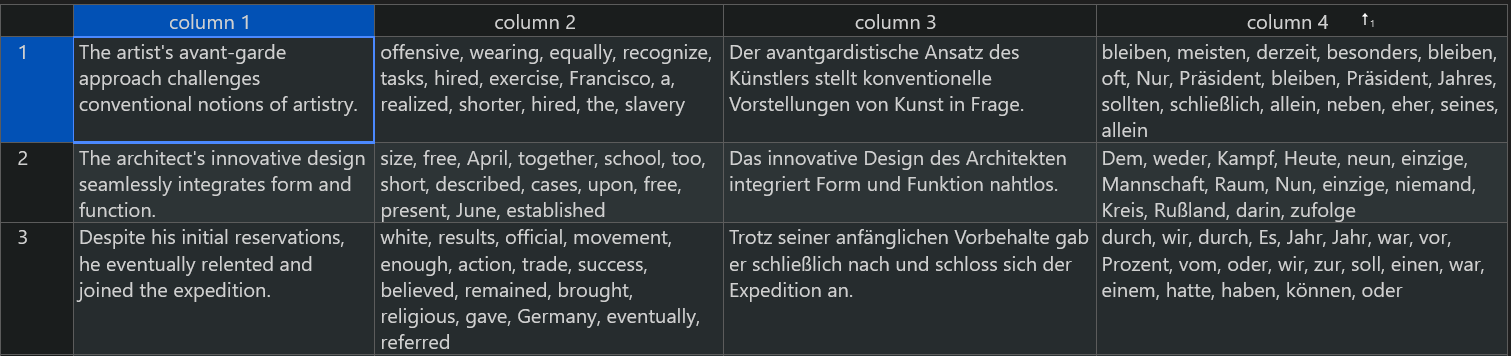 column 1
column 2
column 3
column 4 ↑1
1
The artist's avant-garde
approach challenges
conventional notions of artistry.
offensive, wearing, equally, recognize,
tasks, hired, exercise, Francisco, a,
realized, shorter, hired, the, slavery
Der avantgardistische Ansatz des
Künstlers stellt konventionelle
Vorstellungen von Kunst in Frage.
bleiben, meisten, derzeit, besonders, bleiben,
oft, Nur, Präsident, bleiben, Präsident, Jahres,
sollten, schließlich, allein, neben, eher, seines,
allein
2
The architect's innovative design
seamlessly integrates form and
function.
size, free, April, together, school, too,
short, described, cases, upon, free,
present, June, established
Das innovative Design des Architekten
integriert Form und Funktion nahtlos.
Dem, weder, Kampf, Heute, neun, einzige,
Mannschaft, Raum, Nun, einzige, niemand,
Kreis, Rußland, darin, zufolge
3
Despite his initial reservations,
he eventually relented and
joined the expedition.
white, results, official, movement,
enough, action, trade, success,
believed, remained, brought,
religious, gave, Germany, eventually,
referred
Trotz seiner anfänglichen Vorbehalte gab
er schließlich nach und schloss sich der
Expedition an.
durch, wir, durch, Es, Jahr, Jahr, war, vor,
Prozent, vom, oder, wir, zur, soll, einen, war,
einem, hatte, haben, können, oder